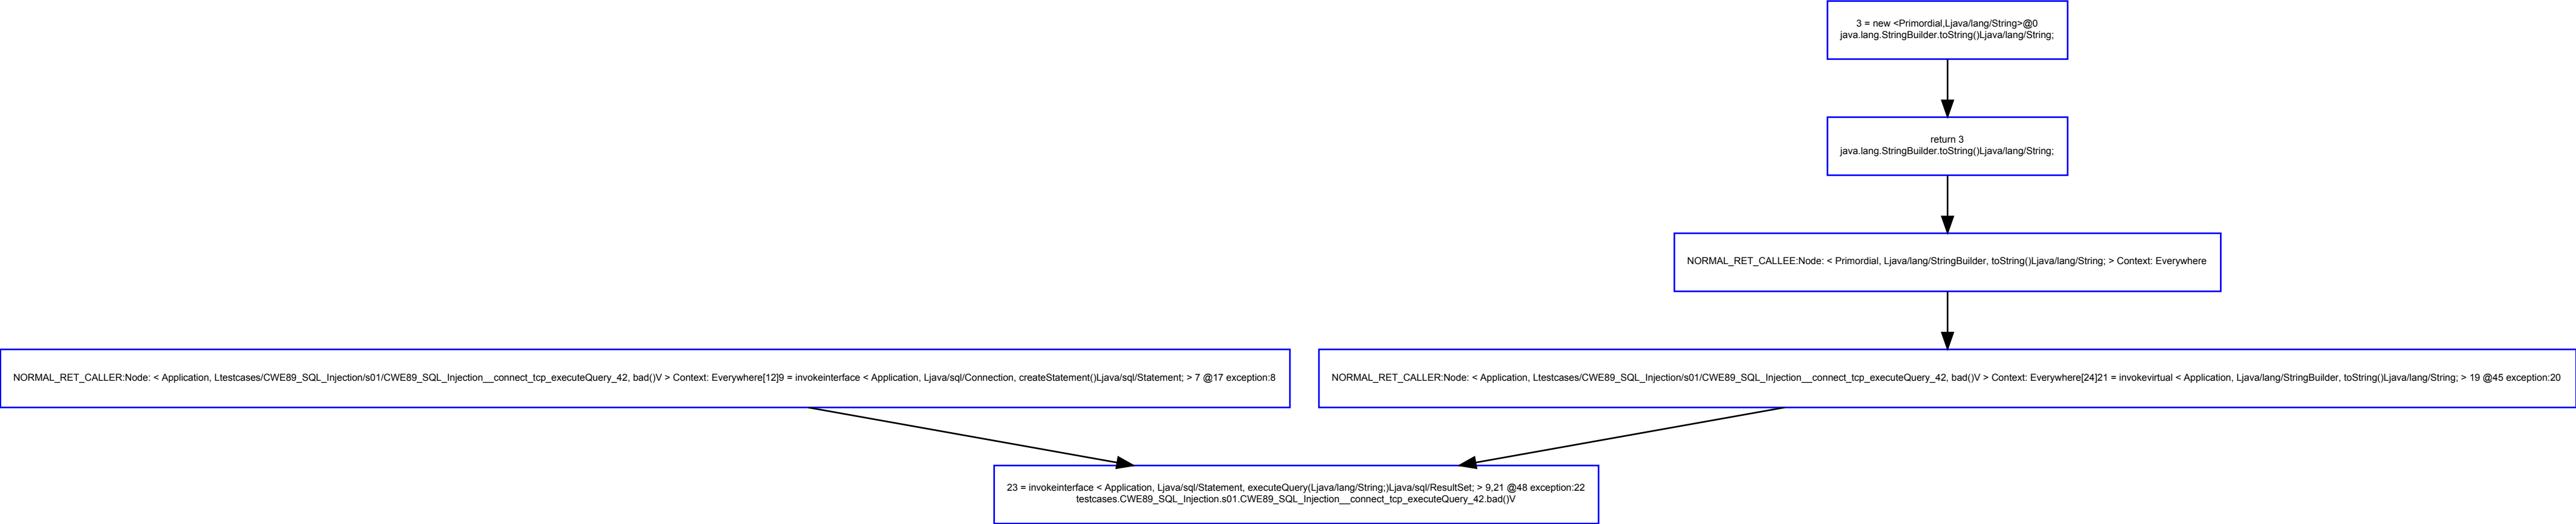 3 = new <Primordial,Ljava/lang/String>@0
java.lang.StringBuilder.toString()Ljava/lang/String;
return 3
java.lang.StringBuilder.toString()Ljava/lang/String;
NORMAL_RET_CALLEE:Node: < Primordial, Ljava/lang/StringBuilder, toString()Ljava/lang/String; > Context: Everywhere
NORMAL_RET_CALLER:Node: < Application, Ltestcases/CWE89_SQL_Injection/s01/CWE89_SQL_Injection__connect_tcp_executeQuery_42, bad()V > Context: Everywhere[12]9 = invokeinterface < Application, Ljava/sql/Connection, createStatement()Ljava/sql/Statement; > 7 @17 exception:8
NORMAL_RET_CALLER:Node: < Application, Ltestcases/CWE89_SQL_Injection/s01/CWE89_SQL_Injection__connect_tcp_executeQuery_42, bad()V > Context: Everywhere[24]21 = invokevirtual < Application, Ljava/lang/StringBuilder, toString()Ljava/lang/String; > 19 @45 exception:20
23 = invokeinterface < Application, Ljava/sql/Statement, executeQuery(Ljava/lang/String;)Ljava/sql/ResultSet; > 9,21 @48 exception:22
testcases.CWE89_SQL_Injection.s01.CWE89_SQL_Injection__connect_tcp_executeQuery_42.bad()V